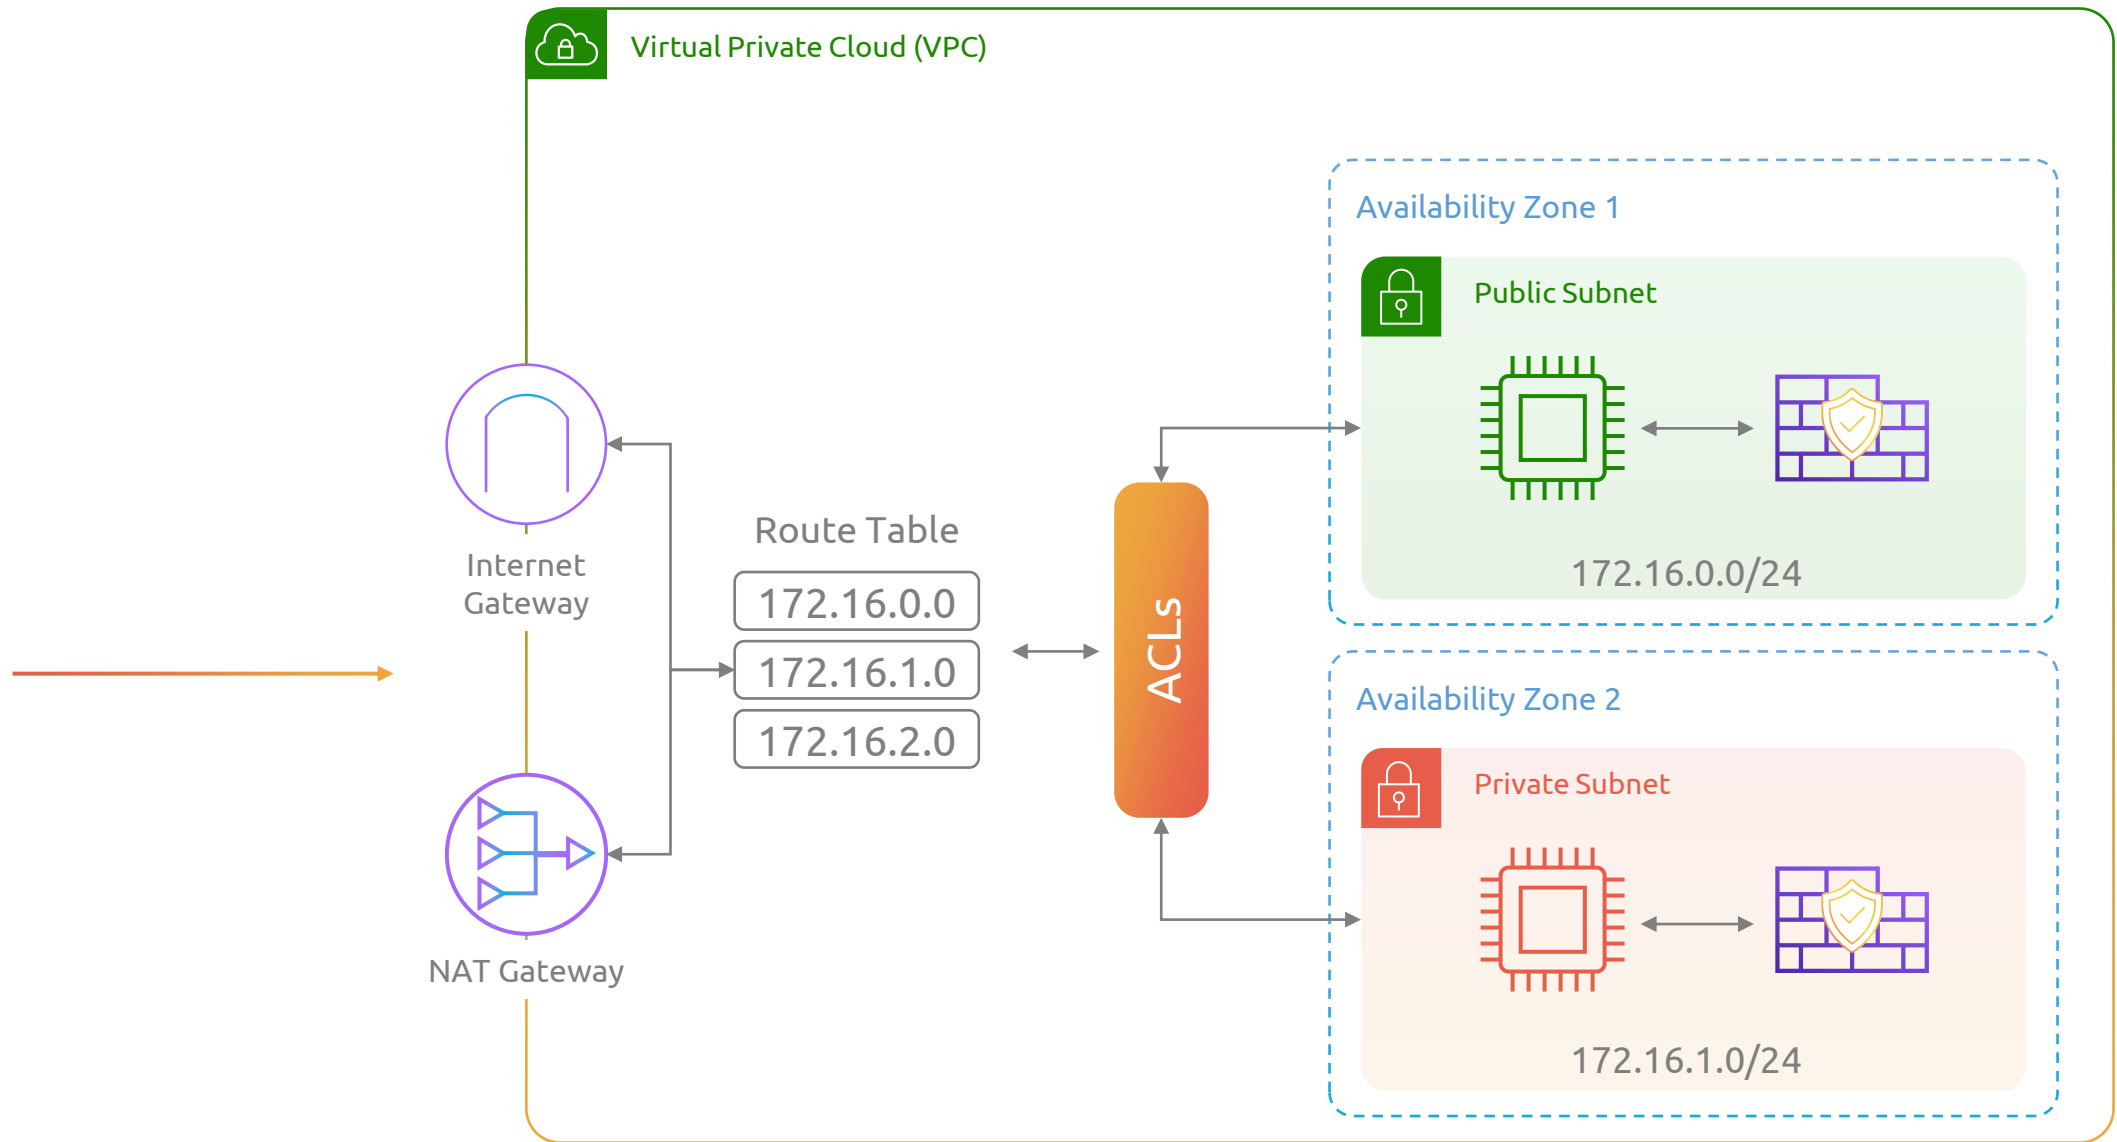 Virtual Private Cloud (VPC)
Internet
Gateway
NAT Gateway
Route Table
172.16.0.0
172.16.1.0
172.16.2.0
ACLs
Availability Zone 1
Public Subnet
172.16.0.0/24
Availability Zone 2
Private Subnet
172.16.1.0/24